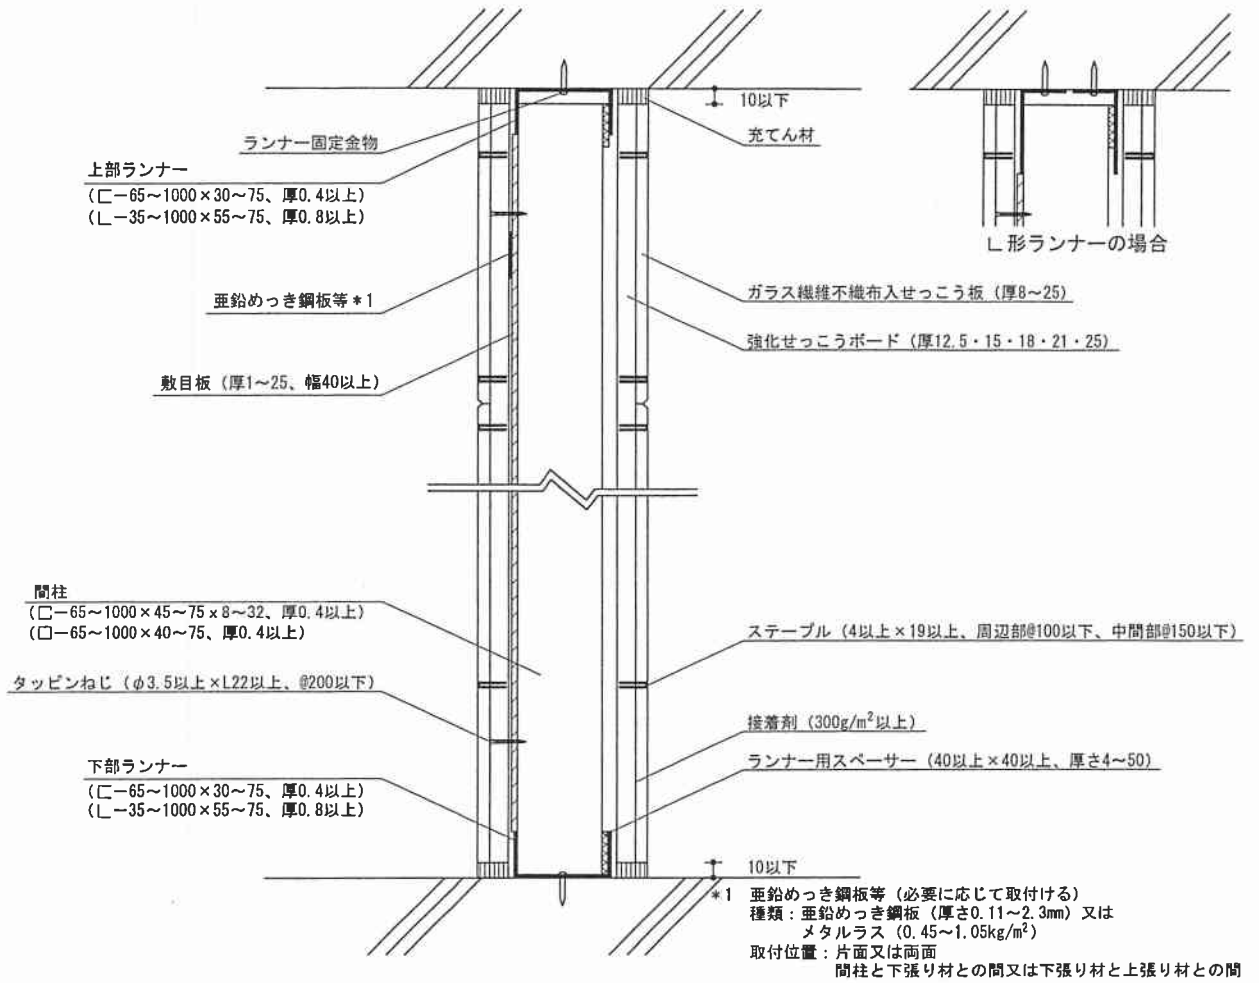 10以下
ランナー固定金物
充てん材
上部ランナー
(⊏−65〜1000×30〜75、厚0.4以上)
(∟−35〜1000×55〜75、厚0.8以上)
∟形ランナーの場合
亜鉛めっき鋼板等*1
ガラス繊維不織布入せっこう板(厚8〜25)
強化せっこうボード(厚12.5・15・18・21・25)
敷目板(厚1〜25、幅40以上)
間柱
(⊏−65〜1000×45〜75x8〜32、厚0.4以上)
(□−65〜1000×40〜75、厚0.4以上)
ステープル(4以上×19以上、周辺部@100以下、中間部@150以下)
タッピンねじ(φ3.5以上×L22以上、@200以下)
接着剤(300g/m²以上)
ランナー用スペーサー(40以上×40以上、厚さ4〜50)
下部ランナー
(⊏−65〜1000×30〜75、厚0.4以上)
(∟−35〜1000×55〜75、厚0.8以上)
10以下
*1 亜鉛めっき鋼板等(必要に応じて取付ける)
種類:亜鉛めっき鋼板(厚さ0.11〜2.3mm)又は
メタルラス(0.45〜1.05kg/m²)
取付位置:片面又は両面
間柱と下張り材との間又は下張り材と上張り材との間